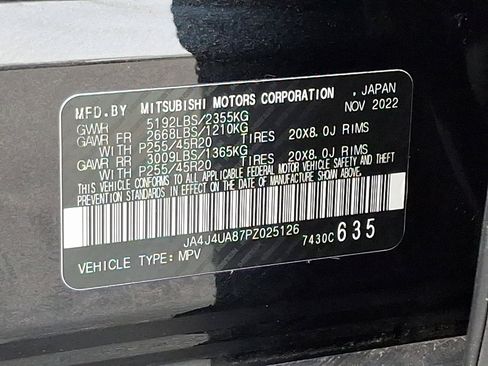 MFD.BY MITSUBISHI MOTORS CORPORATION , JAPAN
GVWR 5192LBS/2355KG NOV 2022
GAWR FR 2668LBS/1210KG
WITH P255/45R20 TIRES 20X8.0J RIMS
GAWR RR 3009LBS/1365KG
WITH P255/45R20 TIRES 20X8.0J RIMS
THIS VEHICLE CONFORMS TO ALL APPLICABLE FEDERAL MOTOR VEHICLE SAFETY AND THEFT
PREVENTION STANDARDS IN EFFECT ON THE DATE OF MANUFACTURE SHOWN ABOVE.
JA4J4UA87PZ025126 7430C635
VEHICLE TYPE: MPV